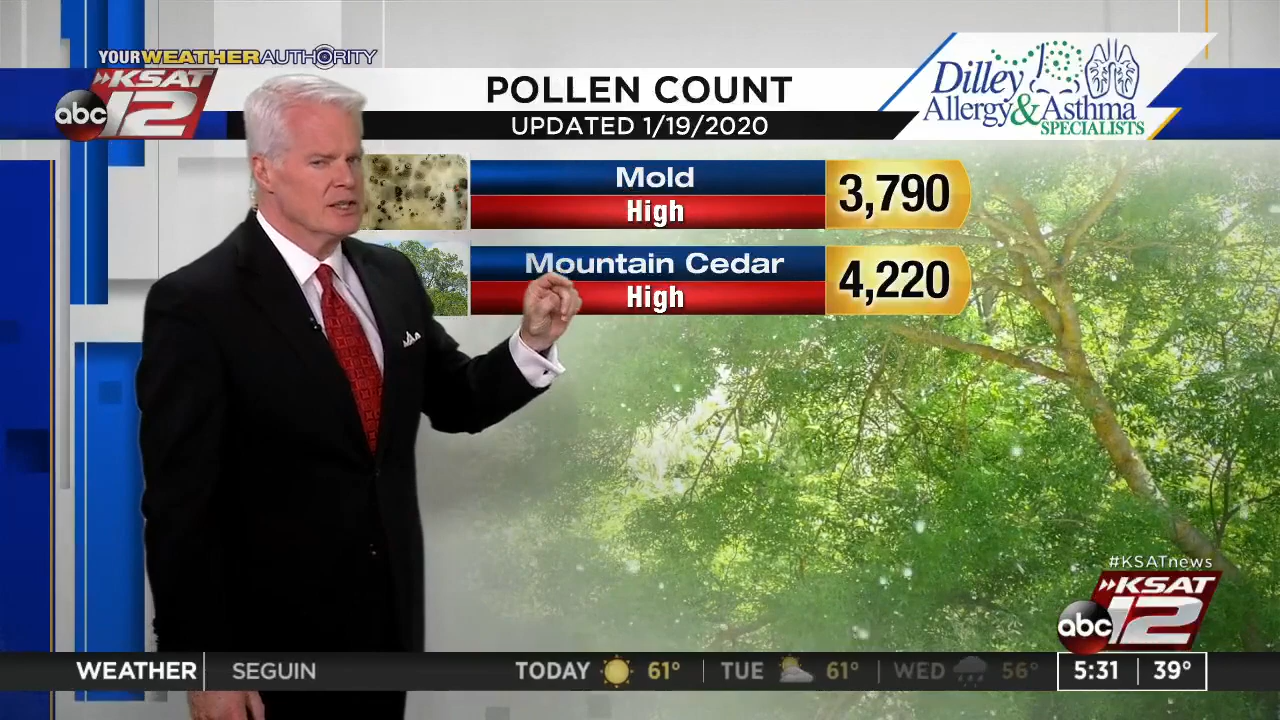 YOURWEATHERAUTHORITY
KSAT
abc 12
POLLEN COUNT
UPDATED 1/19/2020
Dilley
Allergy&Asthma
SPECIALISTS
Mold
High
3,790
Mountain Cedar
High
4,220
#KSATnews
KSAT
abc 12
WEATHER SEGUIN TODAY 61° TUE 61° WED 56° 5:31 39°